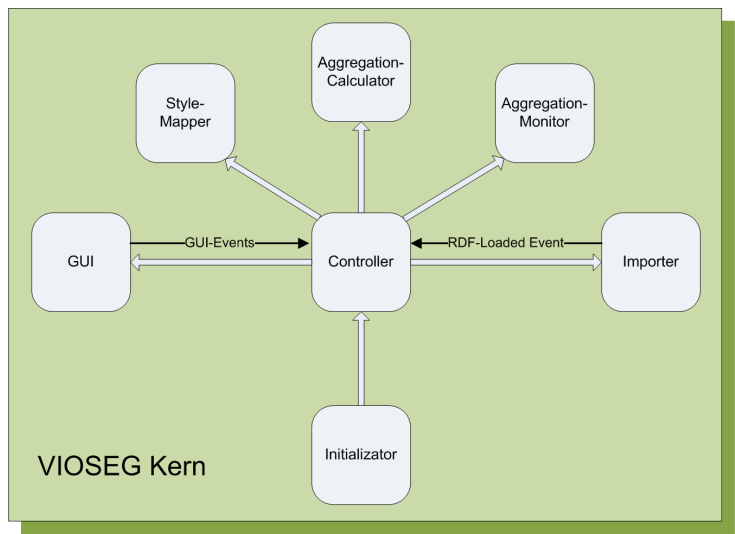 Aggregation-
Calculator
Style-
Mapper
Aggregation-
Monitor
GUI
GUI-Events
Controller
RDF-Loaded Event
Importer
Initializator
VIOSEG Kern